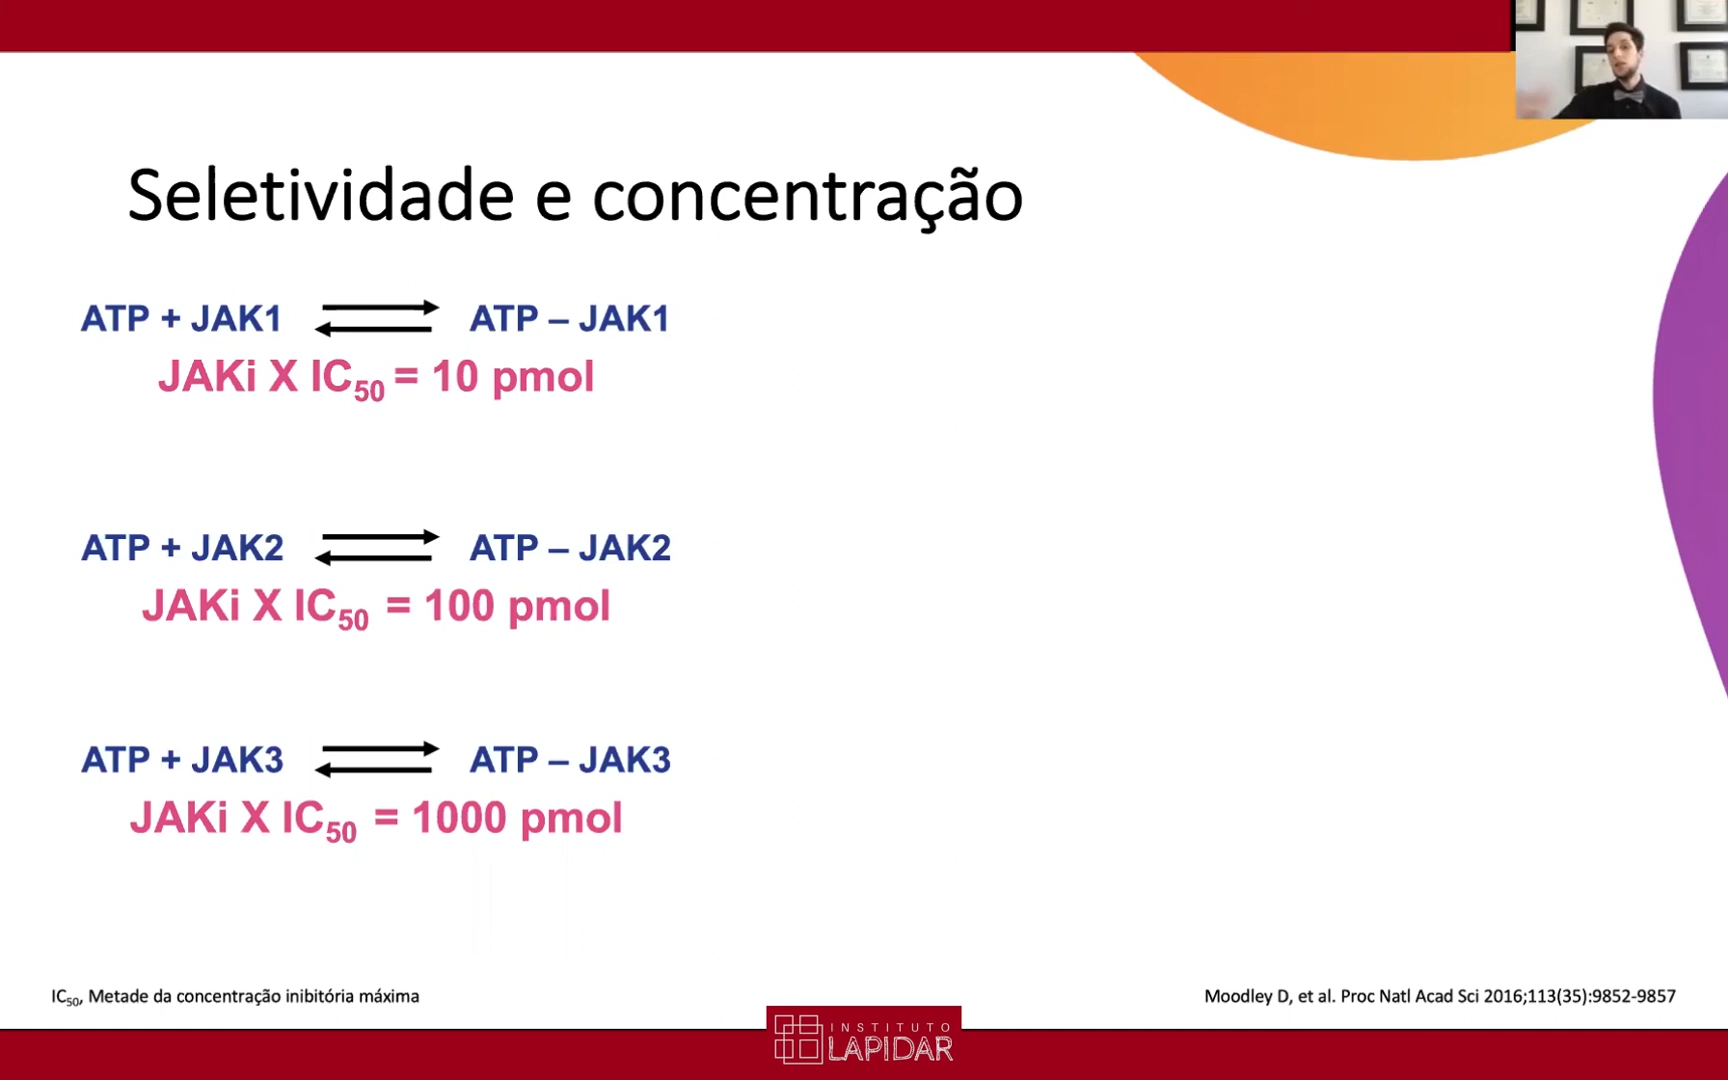 Seletividade e concentração
ATP + JAK1 ATP – JAK1
JAKi X IC50 = 10 pmol
ATP + JAK2 ATP – JAK2
JAKi X IC50 = 100 pmol
ATP + JAK3 ATP – JAK3
JAKi X IC50 = 1000 pmol
IC50, Metade da concentração inibitória máxima
Moodley D, et al. Proc Natl Acad Sci 2016;113(35):9852-9857
INSTITUTO
LAPIDAR